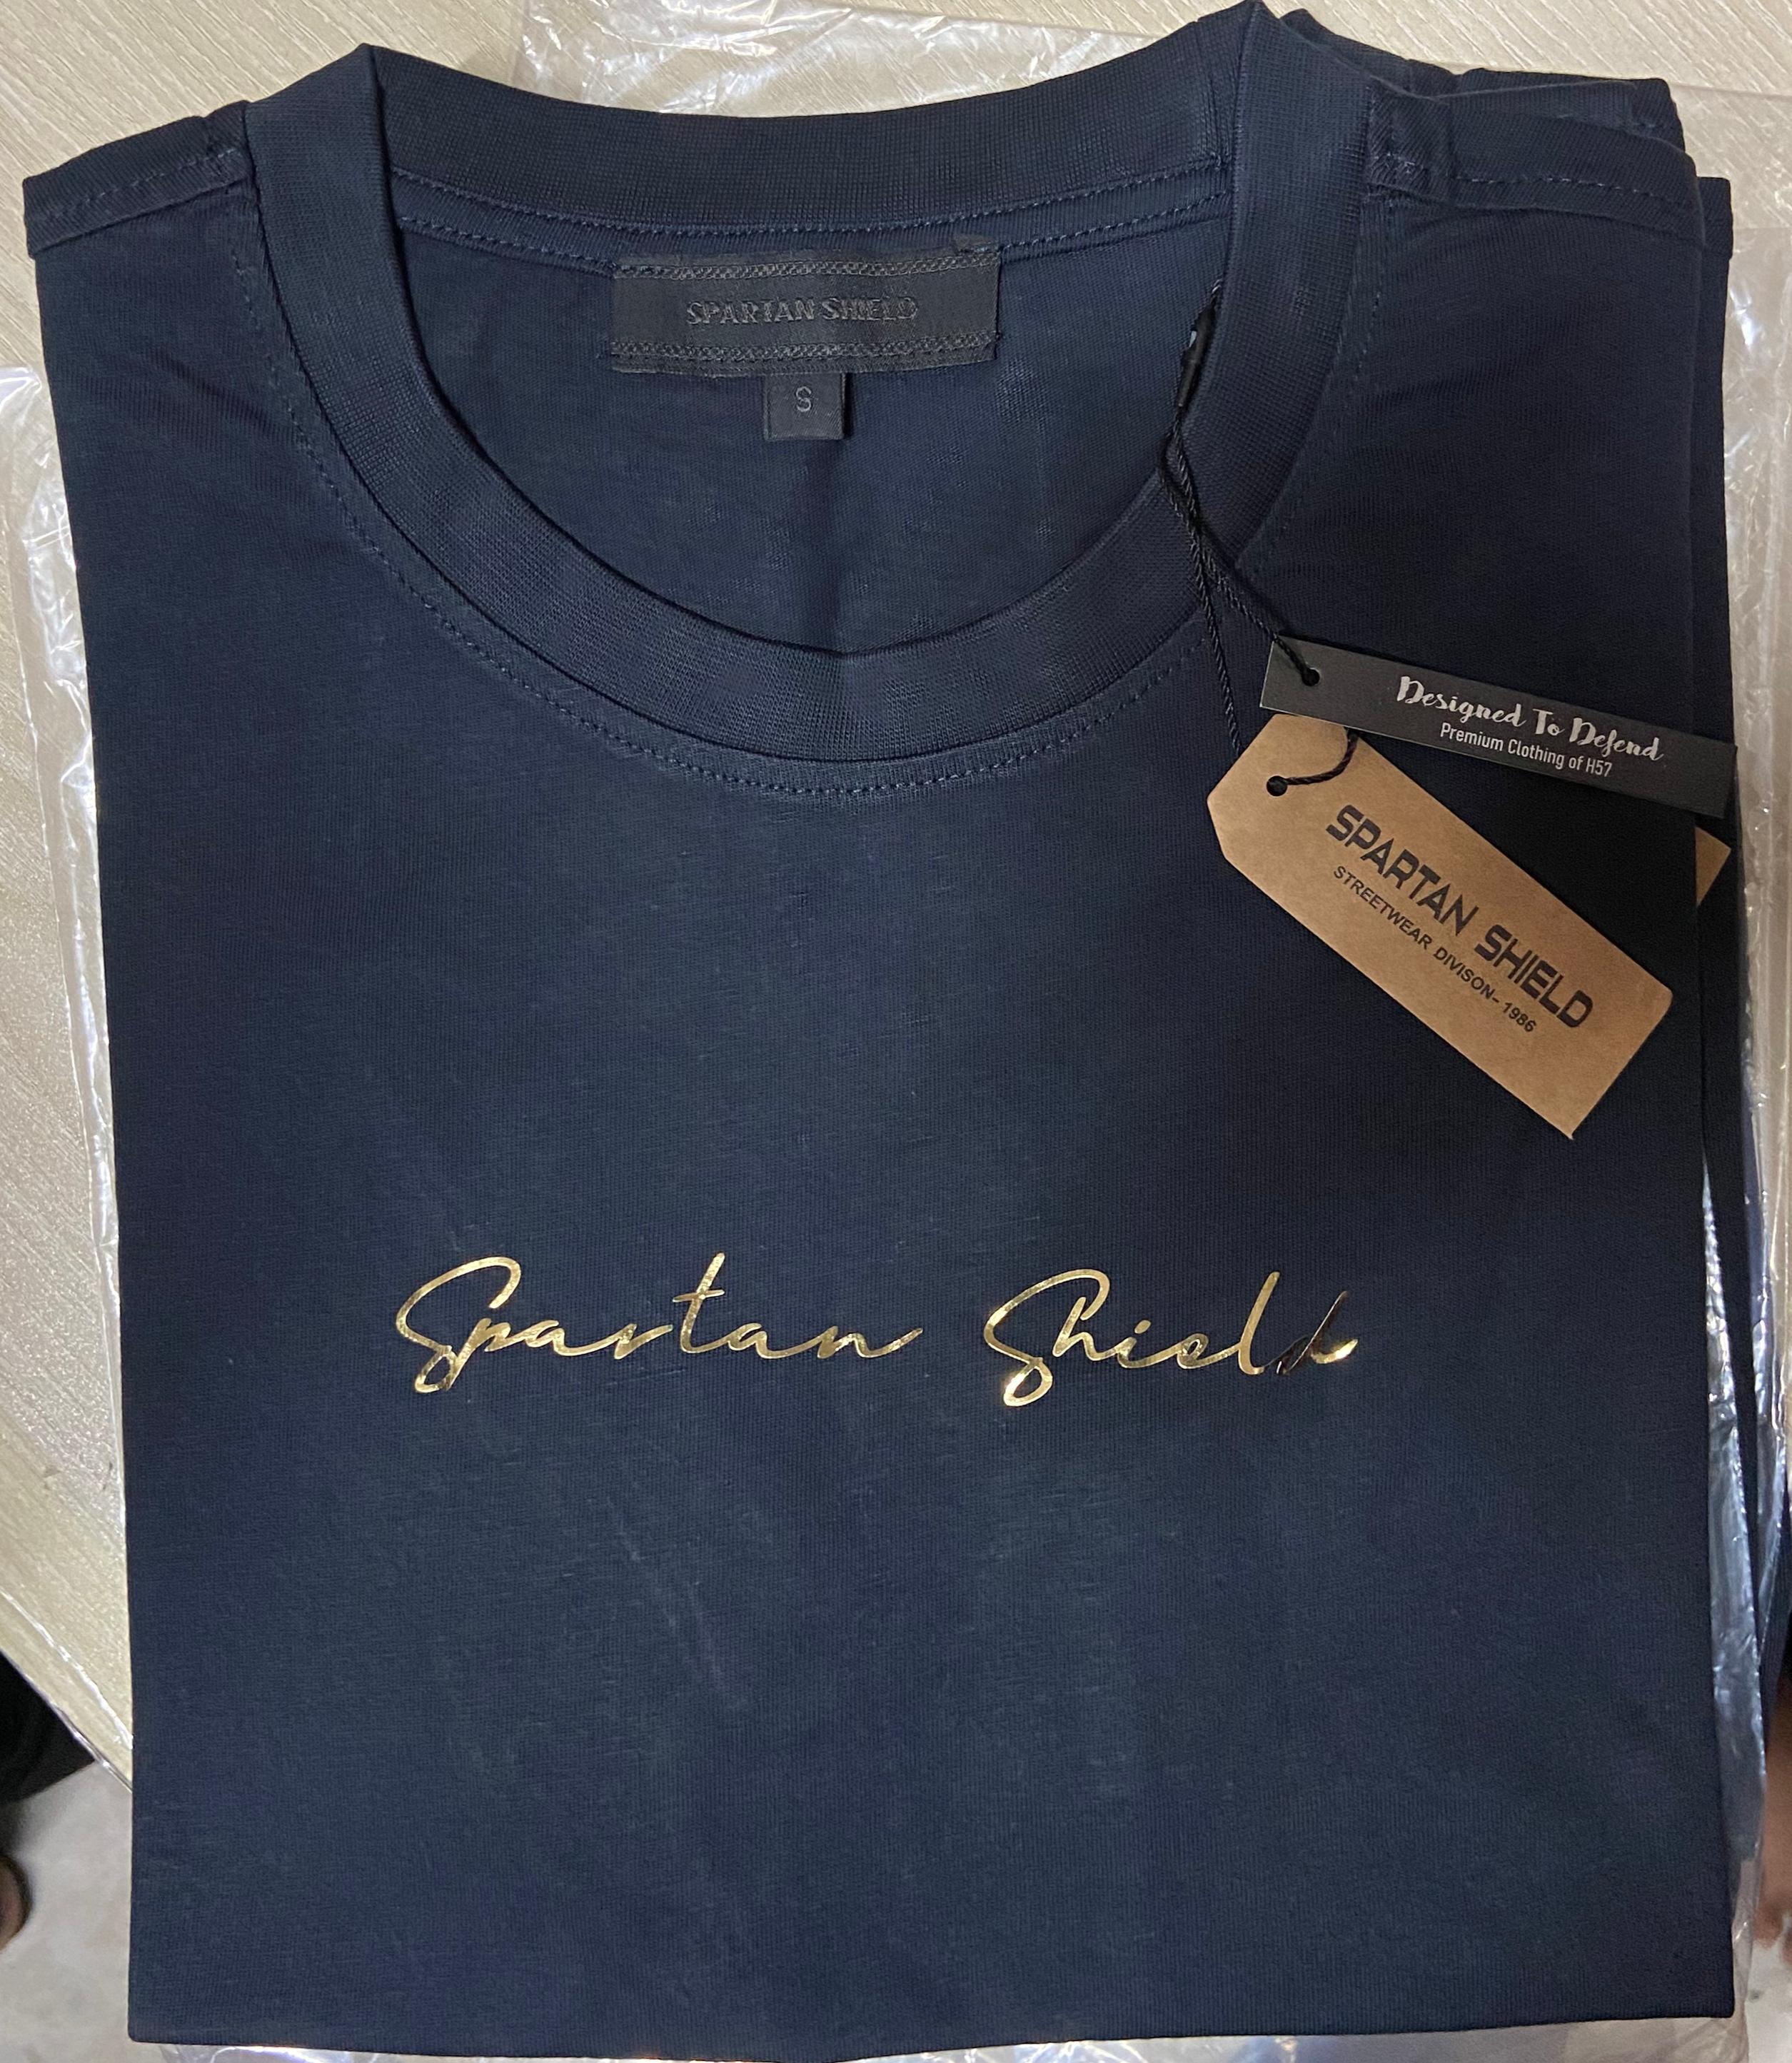 SPARTAN SHIELD
S
Designed To Defend
Premium Clothing of H57
SPARTAN SHIELD
STREETWEAR DIVISON- 1986
Spartan Shield